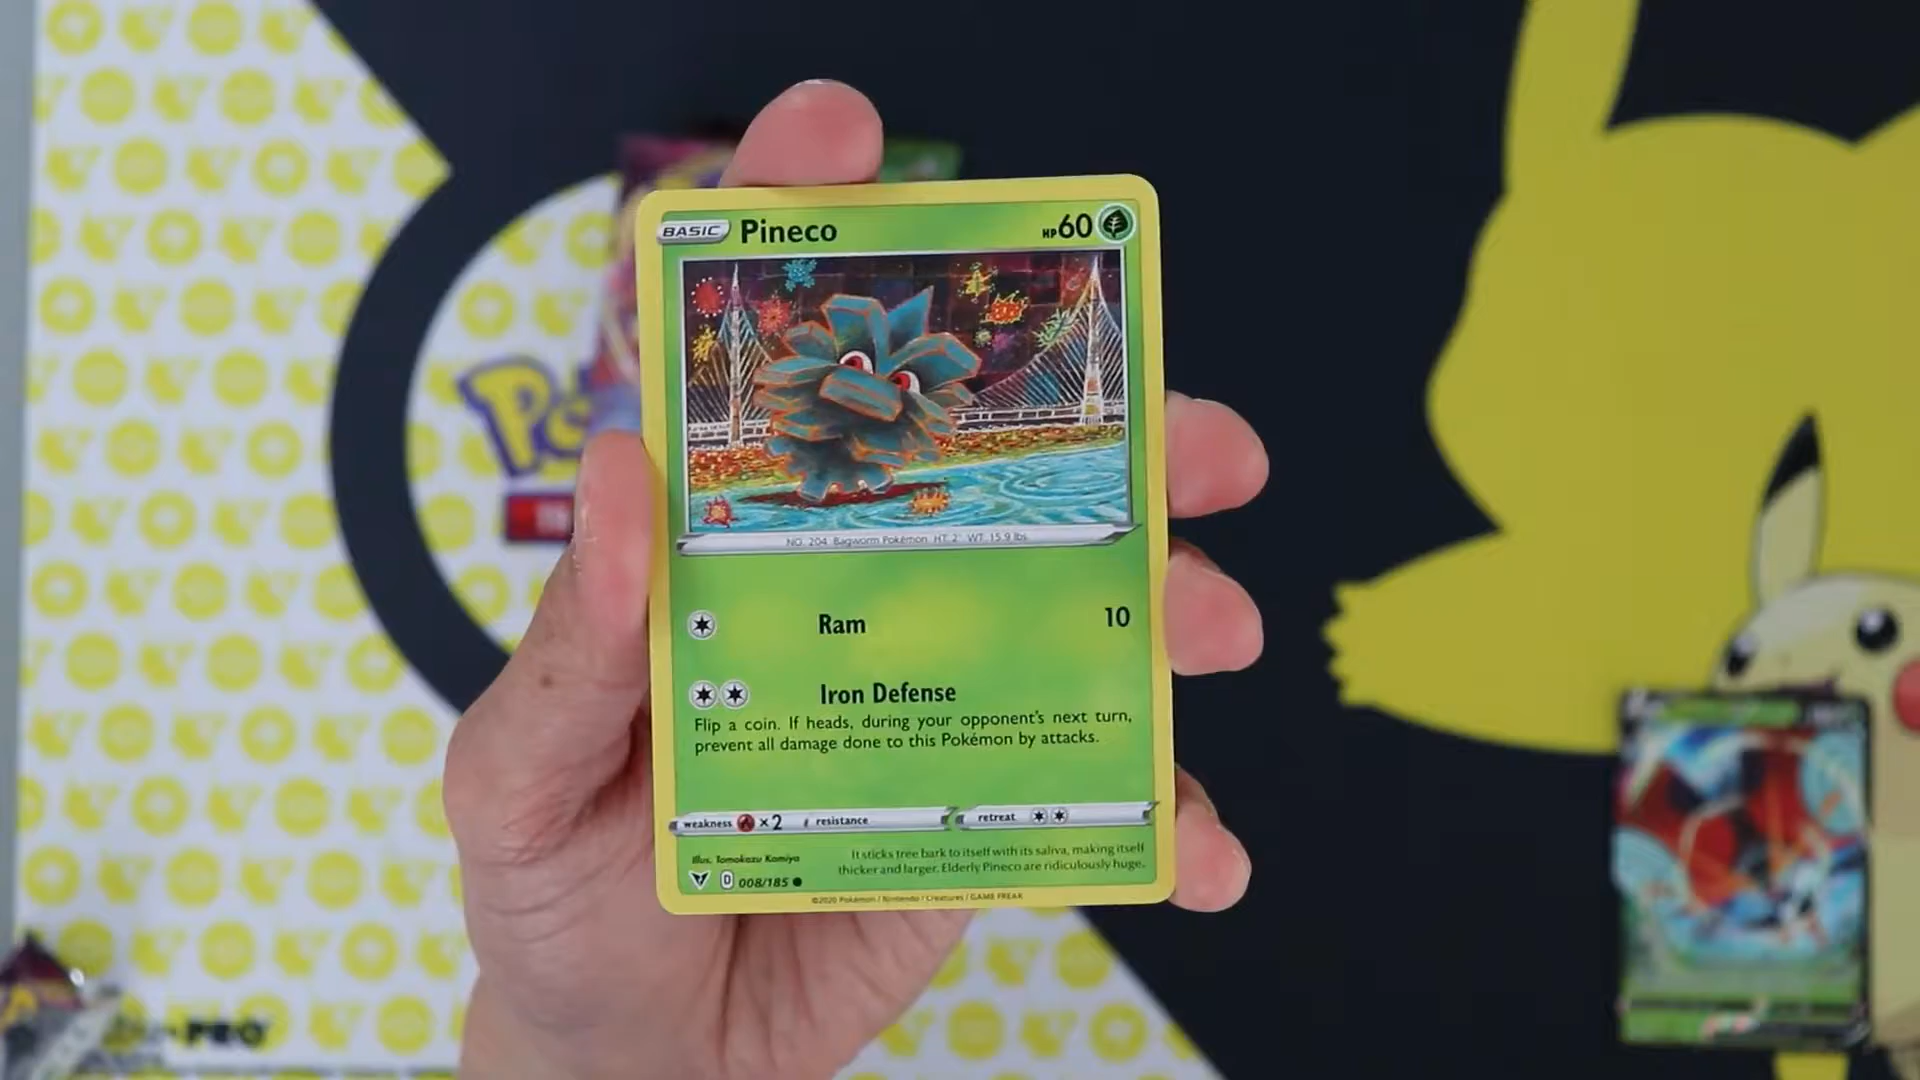 BASIC Pineco HP60
NO. 204 Bagworm Pokémon HT. 2' WT. 15.9 lbs.
Ram 10
Iron Defense
Flip a coin. If heads, during your opponent's next turn,
prevent all damage done to this Pokémon by attacks.
weakness ×2 resistance retreat
Illus. Tomokazu Komiya
It sticks tree bark to itself with its saliva, making itself
thicker and larger. Elderly Pineco are ridiculously huge.
D 008/185
©2020 Pokémon / Nintendo / Creatures / GAME FREAK
PRO